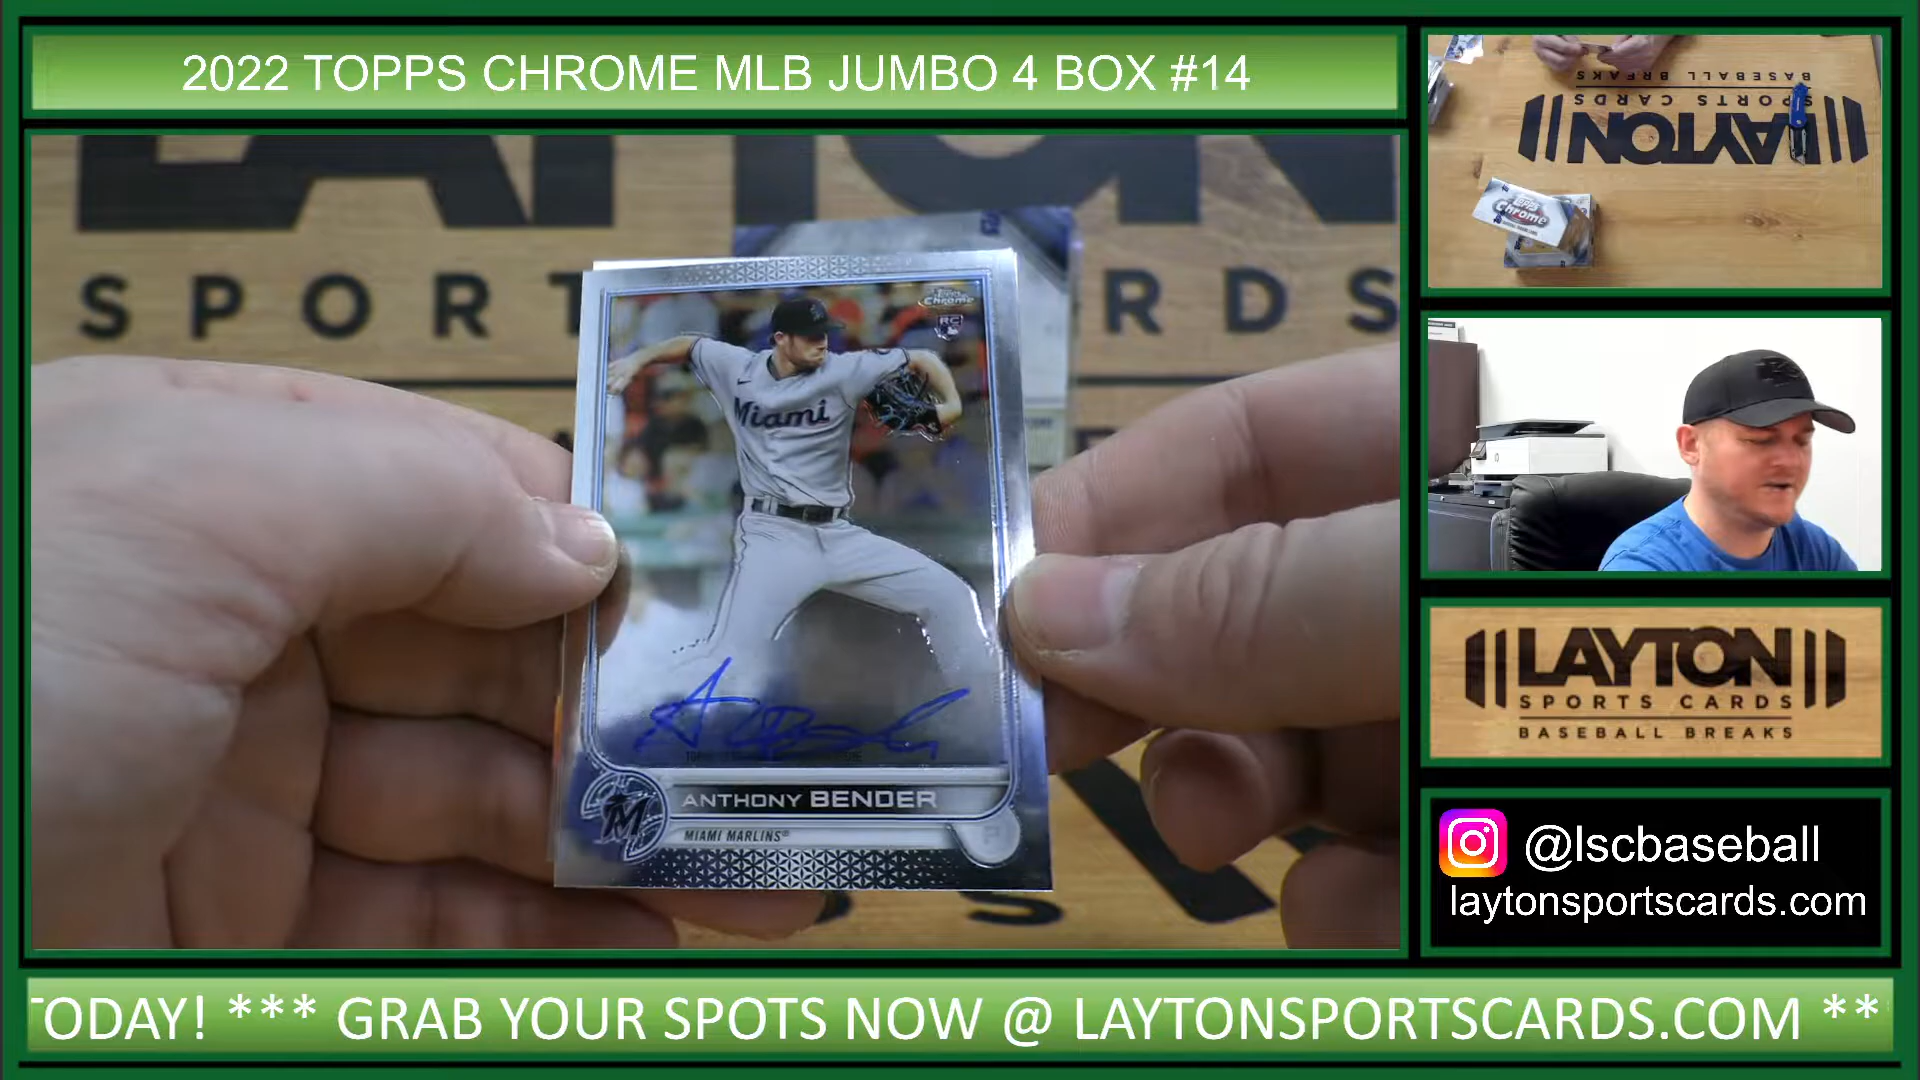 2022 TOPPS CHROME MLB JUMBO 4 BOX #14
LAYTON
SPORTS CARDS
BASEBALL BREAKS
Topps
Chrome
SPORT
RDS
Topps
Chrome
RC
Miami
ANTHONY BENDER
MIAMI MARLINS®
P
LAYTON
SPORTS CARDS
BASEBALL BREAKS
@lscbaseball
laytonsportscards.com
TODAY! *** GRAB YOUR SPOTS NOW @ LAYTONSPORTSCARDS.COM **